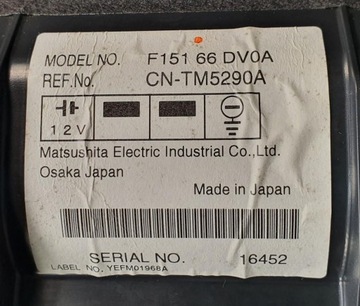 MODEL NO. F151 66 DV0A
REF.No. CN-TM5290A
12V
Matsushita Electric Industrial Co.,Ltd.
Osaka Japan
Made in Japan
SERIAL NO. 16452
LABEL NO. YEFM01968A